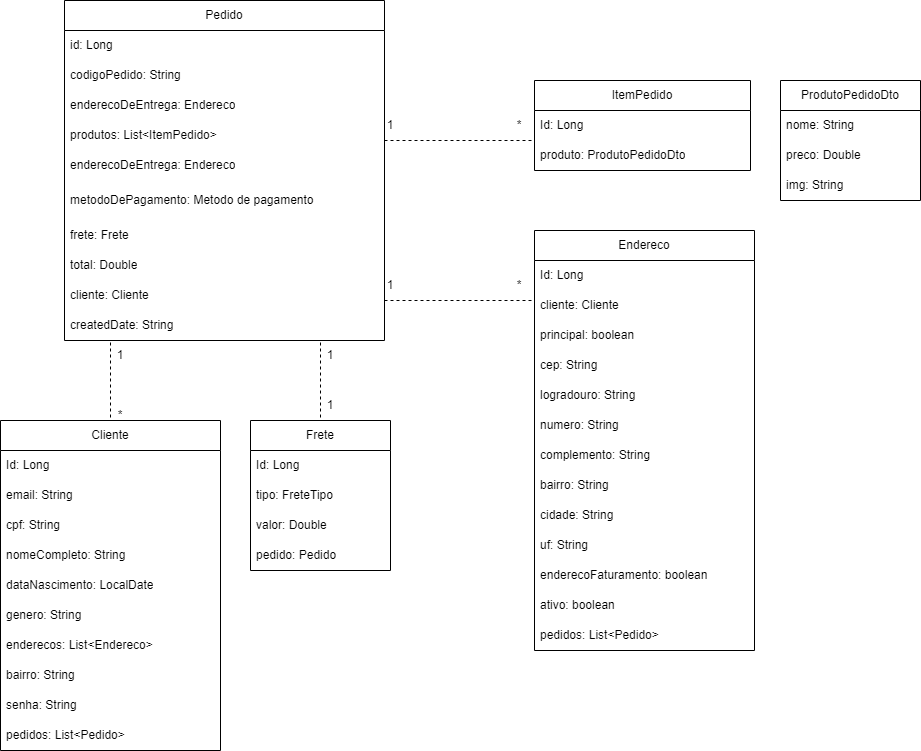 Pedido
id: Long
codigoPedido: String
enderecoDeEntrega: Endereco
produtos: List<ItemPedido>
enderecoDeEntrega: Endereco
metodoDePagamento: Metodo de pagamento
frete: Frete
total: Double
cliente: Cliente
createdDate: String
1
*
ItemPedido
Id: Long
produto: ProdutoPedidoDto
ProdutoPedidoDto
nome: String
preco: Double
img: String
1
*
Endereco
Id: Long
cliente: Cliente
principal: boolean
cep: String
logradouro: String
numero: String
complemento: String
bairro: String
cidade: String
uf: String
enderecoFaturamento: boolean
ativo: boolean
pedidos: List<Pedido>
1
*
Cliente
Id: Long
email: String
cpf: String
nomeCompleto: String
dataNascimento: LocalDate
genero: String
enderecos: List<Endereco>
bairro: String
senha: String
pedidos: List<Pedido>
1
1
Frete
Id: Long
tipo: FreteTipo
valor: Double
pedido: Pedido